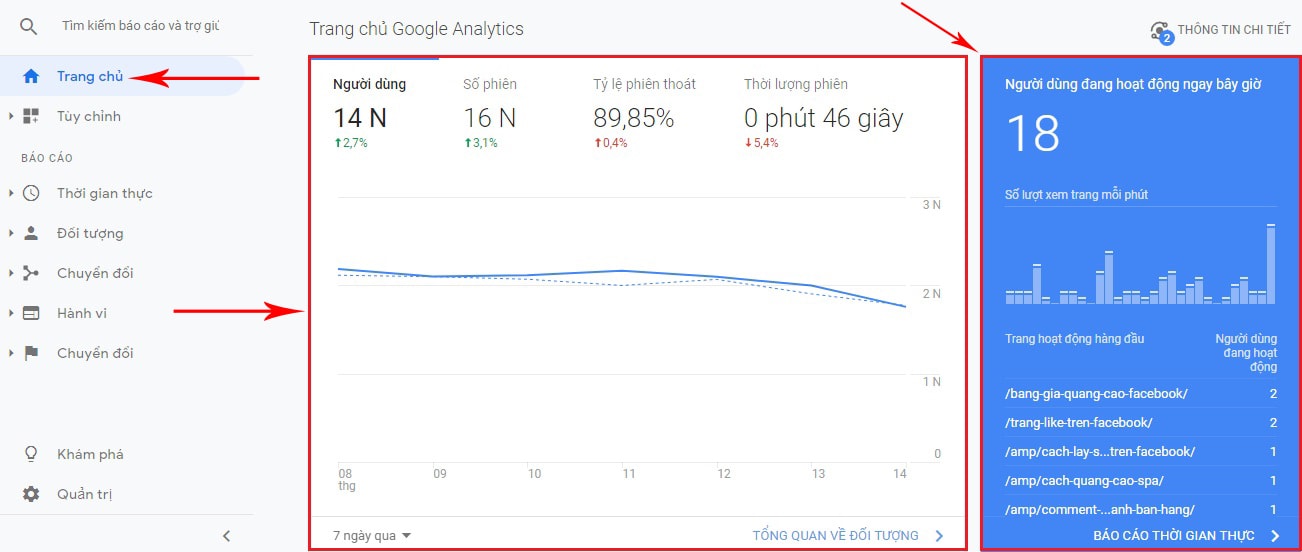 Tìm kiếm báo cáo và trợ giú
Trang chủ
Tùy chỉnh
BÁO CÁO
Thời gian thực
Đối tượng
Chuyển đổi
Hành vi
Chuyển đổi
Khám phá
Quản trị
Trang chủ Google Analytics
2 THÔNG TIN CHI TIẾT
Người dùng Số phiên Tỷ lệ phiên thoát Thời lượng phiên
14 N 16 N 89,85% 0 phút 46 giây
2,7% 3,1% 0,4% 5,4%
3 N
2 N
1 N
0
08 09 10 11 12 13 14
thg
7 ngày qua TỔNG QUAN VỀ ĐỐI TƯỢNG
Người dùng đang hoạt động ngay bây giờ
18
Số lượt xem trang mỗi phút
Trang hoạt động hàng đầu Người dùng
đang hoạt
động
/bang-gia-quang-cao-facebook/ 2
/trang-like-tren-facebook/ 2
/amp/cach-lay-s...tren-facebook/ 1
/amp/cach-quang-cao-spa/ 1
/amp/comment-...anh-ban-hang/ 1
BÁO CÁO THỜI GIAN THỰC